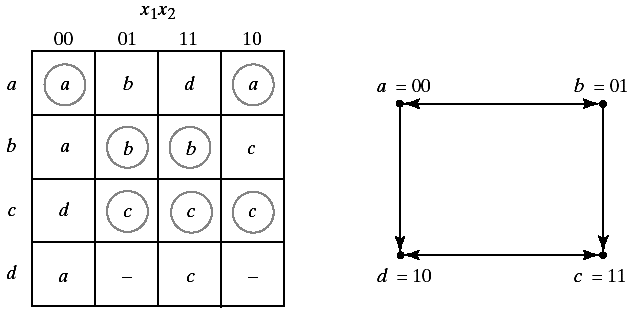 x₁x₂
00 01 11 10
a a b d a
b a b b c
c d c c c
d a – c –
a = 00 b = 01
d = 10 c = 11